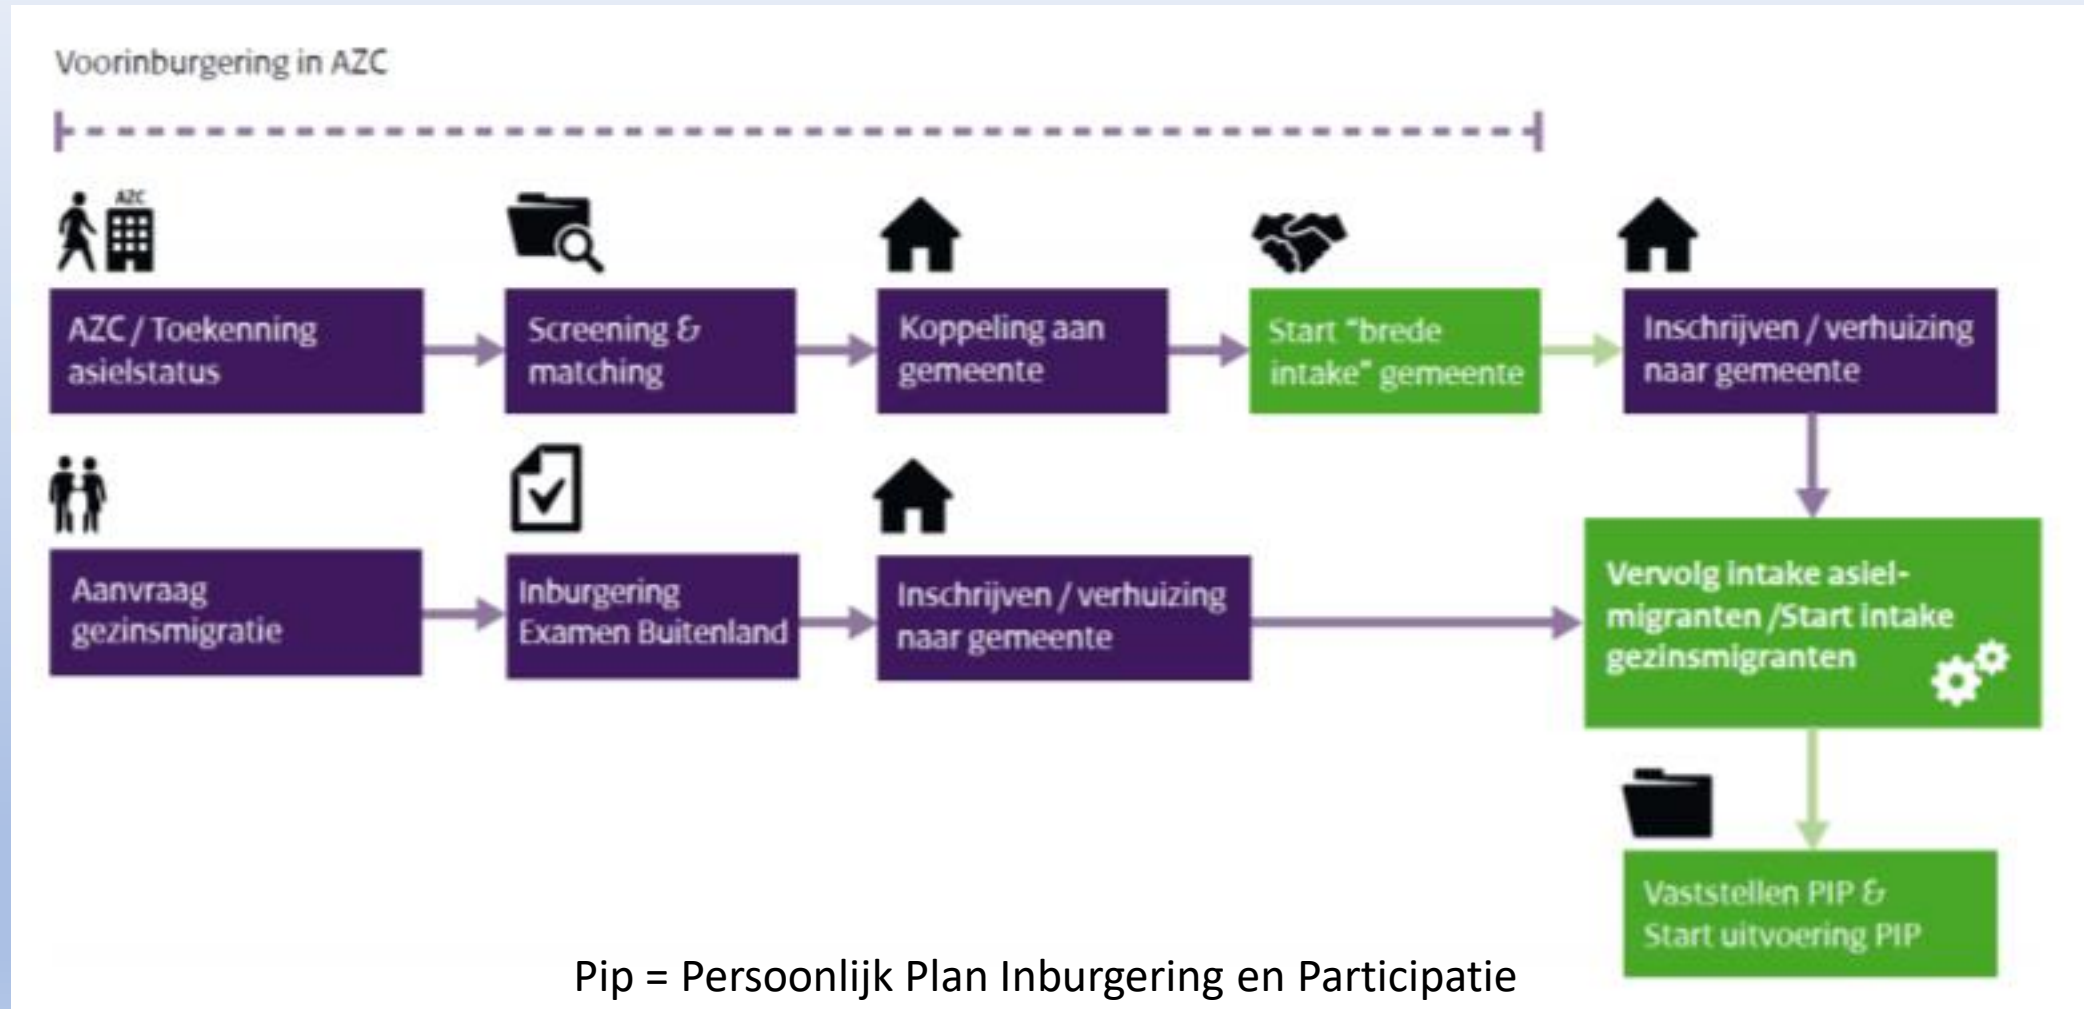 Voorinburgering in AZC
AZC
AZC / Toekenning
asielstatus
Screening &
matching
Koppeling aan
gemeente
Start "brede
intake" gemeente
Inschrijven / verhuizing
naar gemeente
Aanvraag
gezinsmigratie
Inburgering
Examen Buitenland
Inschrijven / verhuizing
naar gemeente
Vervolg intake asiel-
migranten /Start intake
gezinsmigranten
Vaststellen PIP &
Start uitvoering PIP
Pip = Persoonlijk Plan Inburgering en Participatie